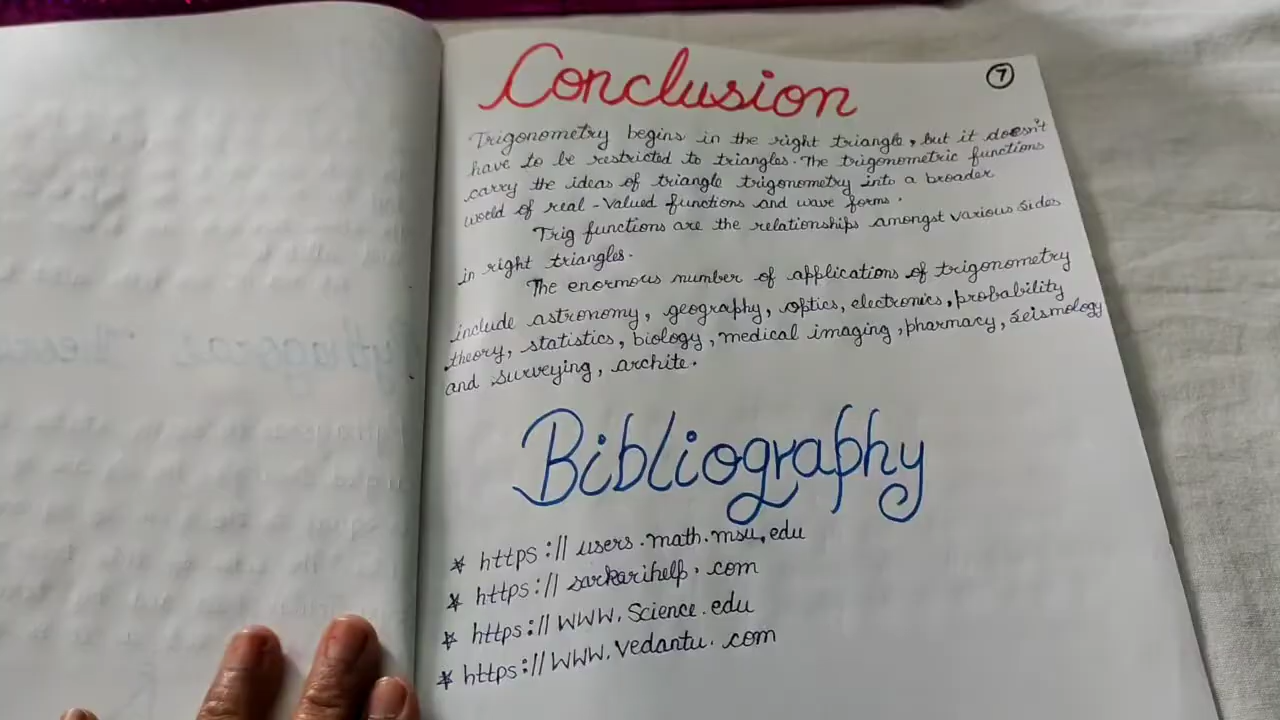 Conclusion
7
Trigonometry begins in the right triangle, but it doesn't
have to be restricted to triangles. The trigonometric functions
carry the ideas of triangle trigonometry into a broader
world of real-Valued functions and wave forms.
Trig functions are the relationships amongst various sides
in right triangles.
The enormous number of applications of trigonometry
include astronomy, geography, optics, electronics, probability
theory, statistics, biology, medical imaging, pharmacy, seismology
and surveying, archite.
Bibliography
* https://users.math.msu.edu
* https://sarkarihelp.com
* https://WWW.Science.edu
* https://WWW.Vedantu.com